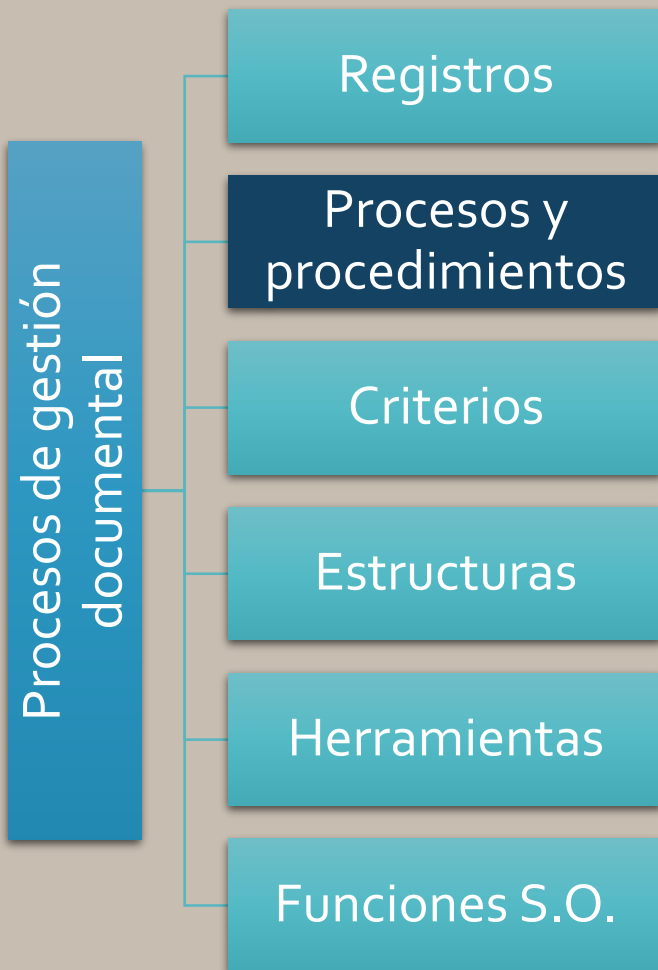 Procesos de gestión
documental
Registros
Procesos y
procedimientos
Criterios
Estructuras
Herramientas
Funciones S.O.